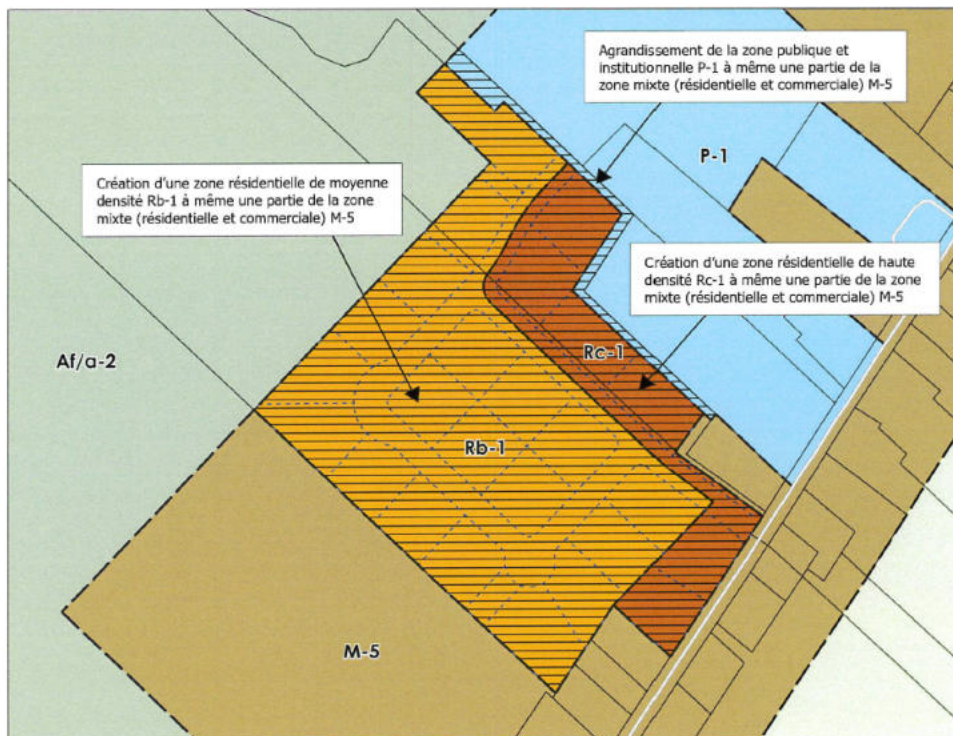 Agrandissement de la zone publique et
institutionnelle P-1 à même une partie de la
zone mixte (résidentielle et commerciale) M-5
P-1
Création d'une zone résidentielle de moyenne
densité Rb-1 à même une partie de la zone
mixte (résidentielle et commerciale) M-5
Création d'une zone résidentielle de haute
densité Rc-1 à même une partie de la zone
mixte (résidentielle et commerciale) M-5
Af/a-2
Rc-1
Rb-1
M-5